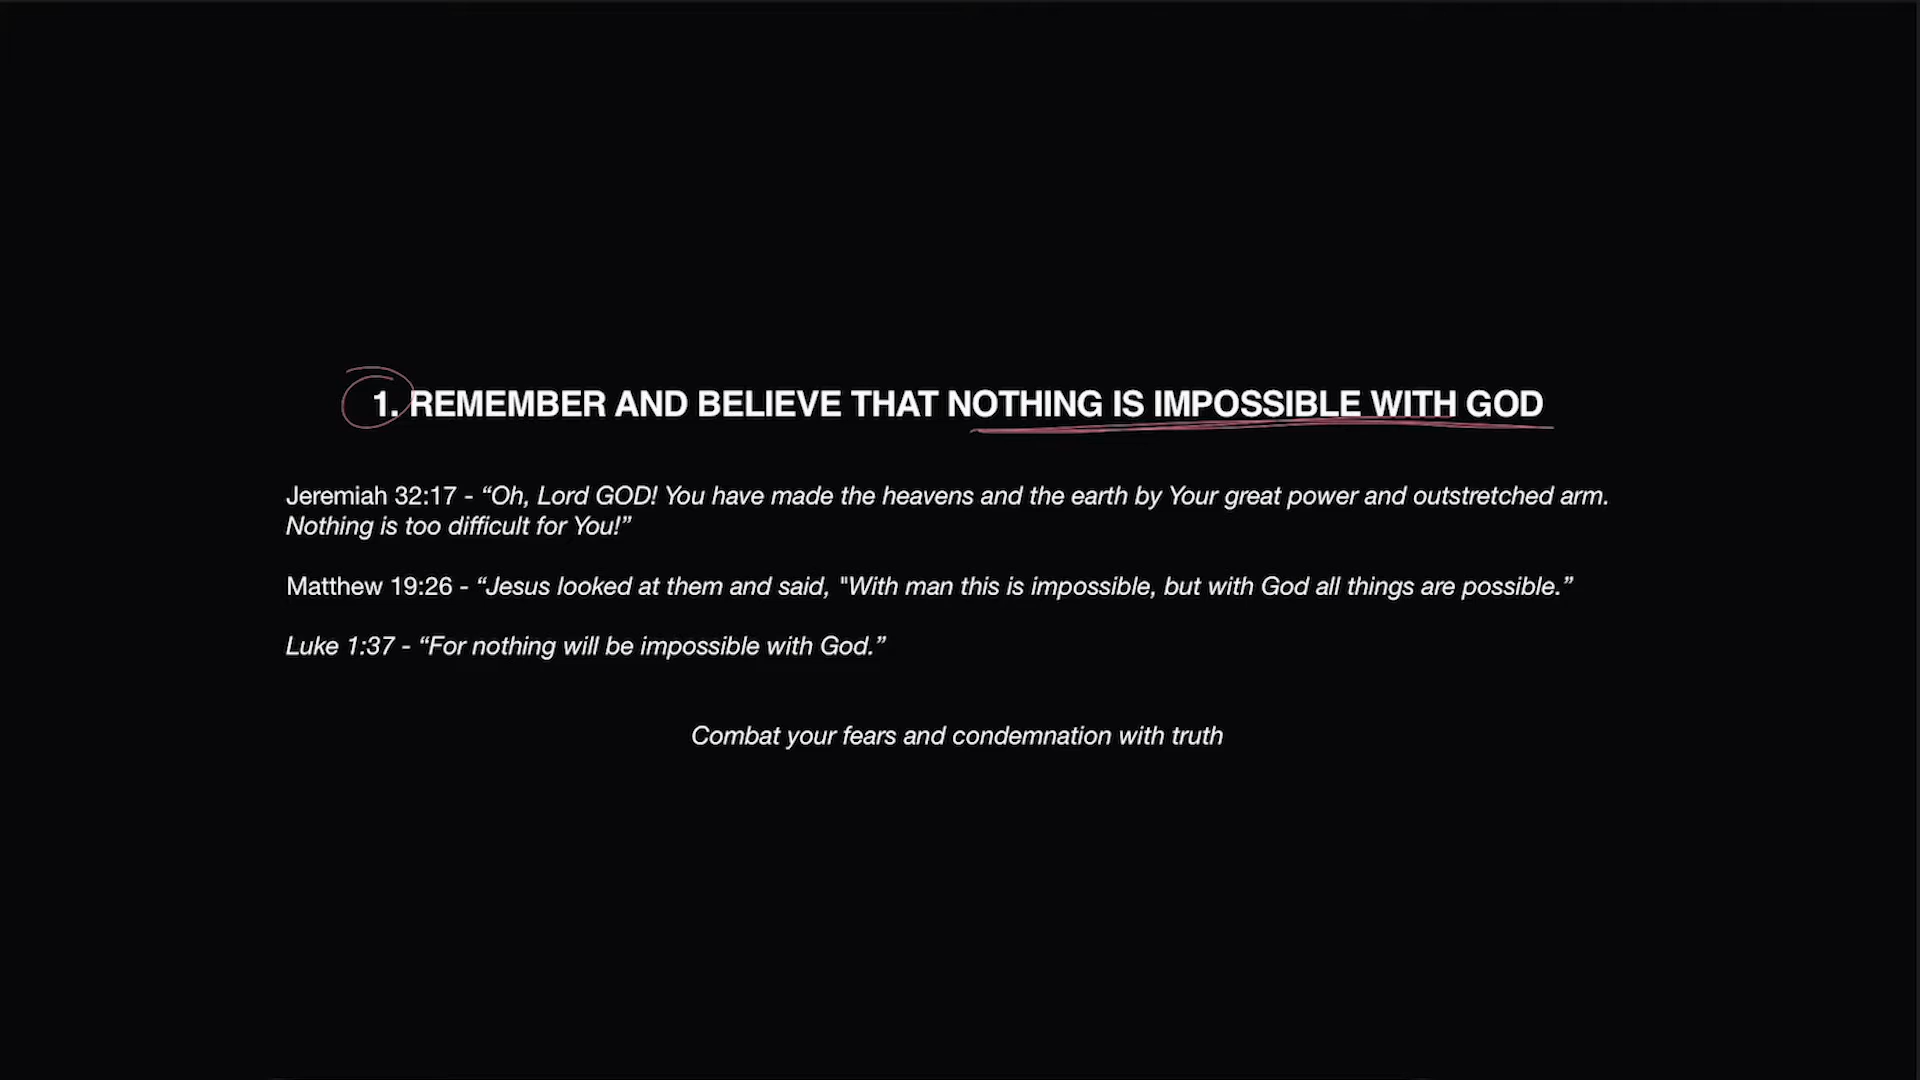 1. REMEMBER AND BELIEVE THAT NOTHING IS IMPOSSIBLE WITH GOD
Jeremiah 32:17 - “Oh, Lord GOD! You have made the heavens and the earth by Your great power and outstretched arm.
Nothing is too difficult for You!”
Matthew 19:26 - “Jesus looked at them and said, "With man this is impossible, but with God all things are possible.”
Luke 1:37 - “For nothing will be impossible with God.”
Combat your fears and condemnation with truth